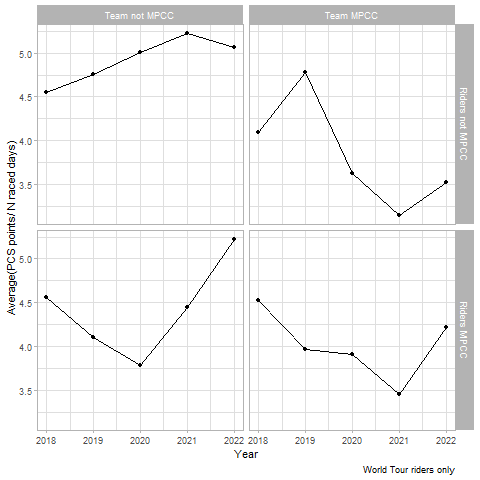 Team not MPCC
Team MPCC
Average(PCS points/ N raced days)
5.0
4.5
4.0
3.5
Riders not MPCC
5.0
4.5
4.0
3.5
Riders MPCC
2018 2019 2020 2021 2022
2018 2019 2020 2021 2022
Year
World Tour riders only